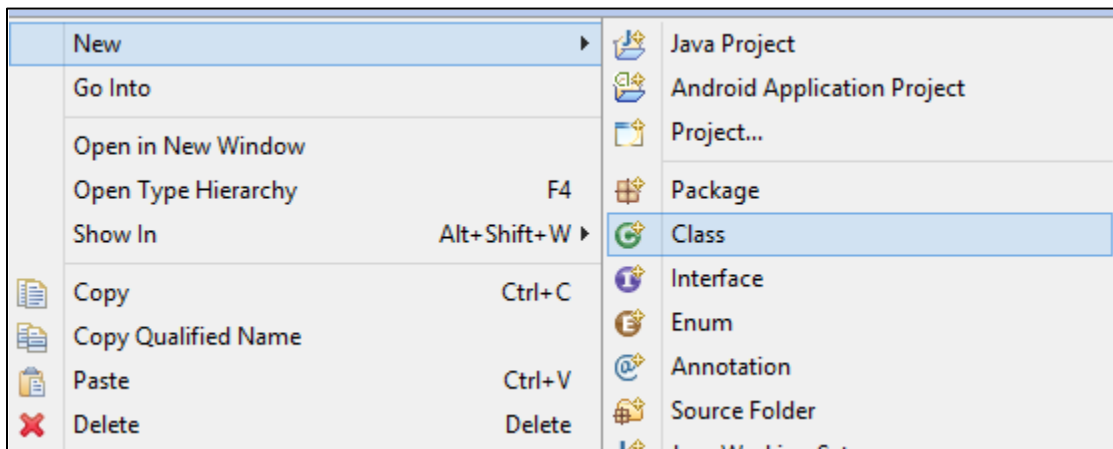 New
Go Into
Open in New Window
Open Type Hierarchy F4
Show In Alt+Shift+W
Copy Ctrl+C
Copy Qualified Name
Paste Ctrl+V
Delete Delete
Java Project
Android Application Project
Project...
Package
Class
Interface
Enum
Annotation
Source Folder